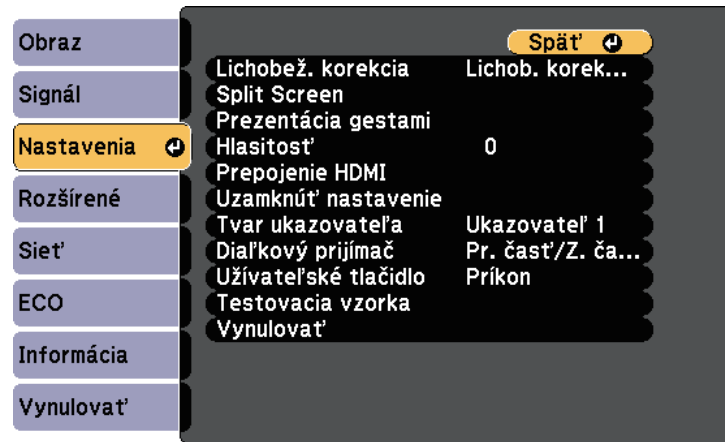 Obraz
Signál
Nastavenia
Rozšírené
Sieť
ECO
Informácia
Vynulovať
Späť
Lichobež. korekcia Lichob. korek...
Split Screen
Prezentácia gestami
Hlasitosť 0
Prepojenie HDMI
Uzamknúť nastavenie
Tvar ukazovateľa Ukazovateľ 1
Diaľkový prijímač Pr. časť/Z. ča...
Užívateľské tlačidlo Príkon
Testovacia vzorka
Vynulovať